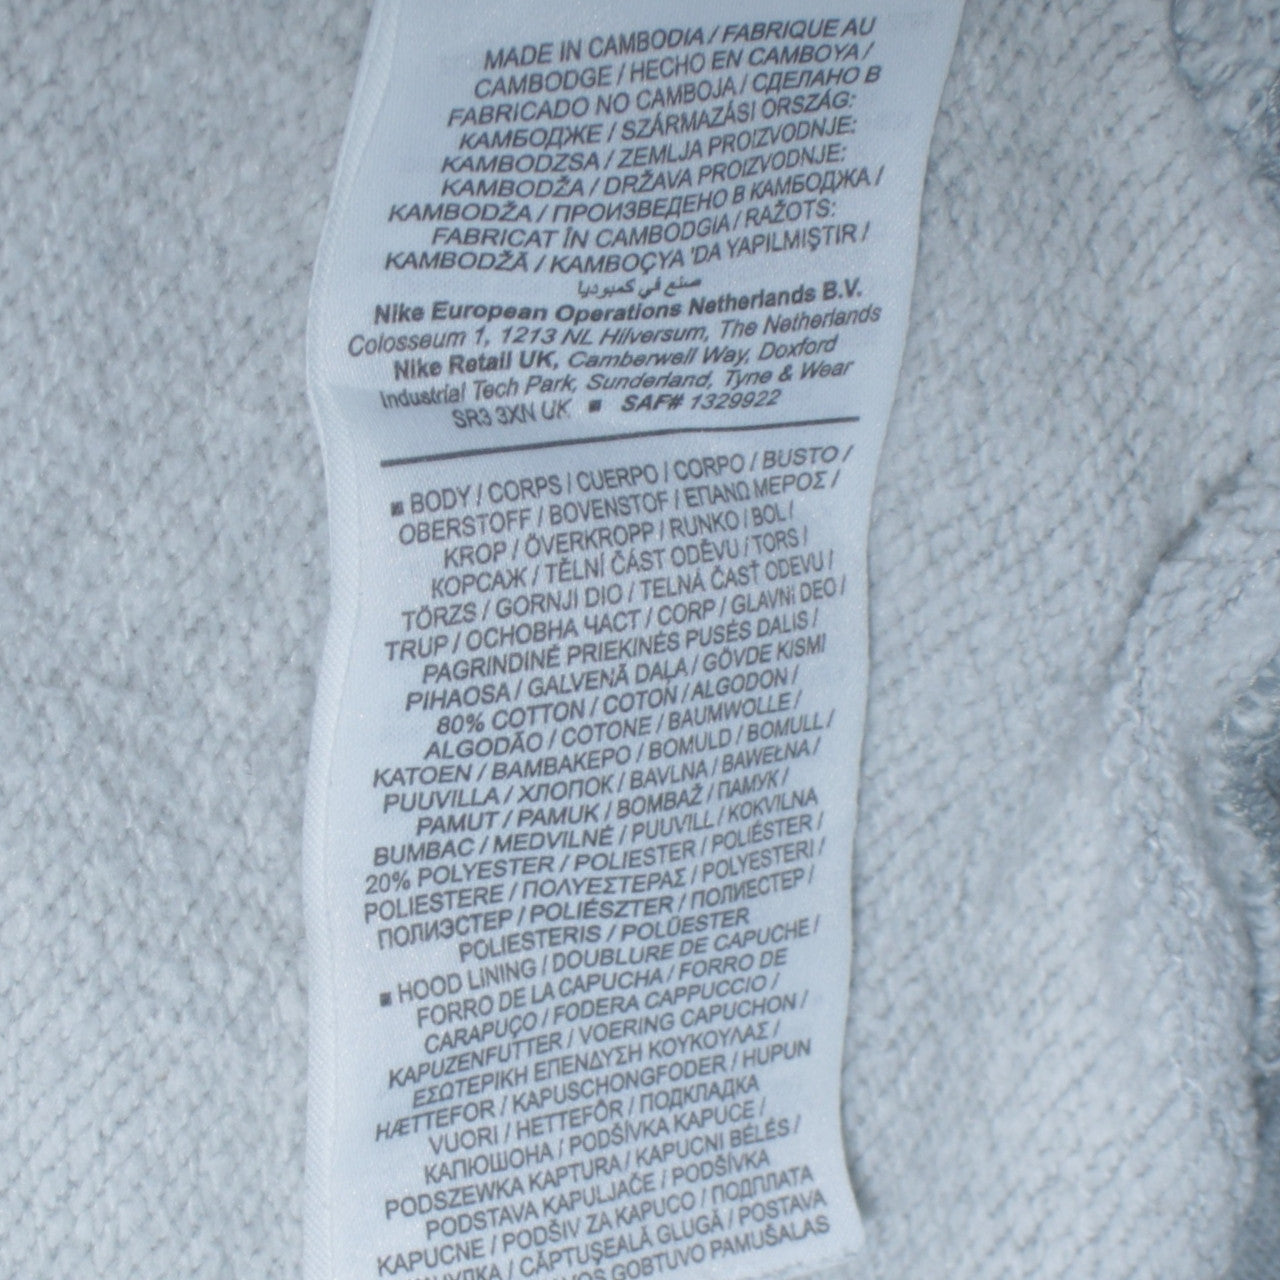 MADE IN CAMBODIA / FABRIQUE AU
CAMBODGE / HECHO EN CAMBOYA /
FABRICADO NO CAMBOJA / СДЕЛАНО В
КАМБОДЖЕ / SZÁRMAZÁSI ORSZÁG:
KAMBODZSA / ZEMLJA PROIZVODNJE:
KAMBODŽA / DRŽAVA PROIZVODNJE:
KAMBODŽA / ПРОИЗВЕДЕНО В КАМБОДЖА /
FABRICAT ÎN CAMBODGIA / RAŽOTS:
KAMBODŽĀ / KAMBOÇYA 'DA YAPILMIŞTIR /
صنع في كمبوديا
Nike European Operations Netherlands B.V.
Colosseum 1, 1213 NL Hilversum, The Netherlands
Nike Retail UK, Camberwell Way, Doxford
Industrial Tech Park, Sunderland, Tyne & Wear
SR3 3XN UK ■ SAF# 1329922
■ BODY / CORPS / CUERPO / CORPO / BUSTO /
OBERSTOFF / BOVENSTOF / ΕΠΑΝΩ ΜΕΡΟΣ /
KROP / ÖVERKROPP / RUNKO / BOL /
КОРСАЖ / TĚLNÍ ČÁST ODĚVU / TORS /
TÖRZS / GORNJI DIO / TELNÁ ČASŤ ODEVU /
TRUP / ОСНОВНА ЧАСТ / CORP / GLAVNI DEO /
PAGRINDINĖ PRIEKINĖS PUSĖS DALIS /
PIHAOSA / GALVENĀ DAĻA / GÖVDE KISMI
80% COTTON / COTON / ALGODON /
ALGODÃO / COTONE / BAUMWOLLE /
KATOEN / ΒΑΜΒΑΚΕΡΟ / BOMULD / BOMULL /
PUUVILLA / ХЛОПОК / BAVLNA / BAWEŁNA /
PAMUT / PAMUK / BOMBAŽ / ПАМУК /
BUMBAC / MEDVILNĖ / PUUVILL / KOKVILNA
20% POLYESTER / POLIESTER / POLIÉSTER /
POLIESTERE / ΠΟΛΥΕΣΤΕΡΑΣ / POLYESTERI /
ПОЛИЭСТЕР / POLIÉSZTER / ПОЛИЕСТЕР /
POLIESTERIS / POLÜESTER
■ HOOD LINING / DOUBLURE DE CAPUCHE /
FORRO DE LA CAPUCHA / FORRO DE
CARAPUÇO / FODERA CAPPUCCIO /
KAPUZENFUTTER / VOERING CAPUCHON /
ΕΣΩΤΕΡΙΚΗ ΕΠΕΝΔΥΣΗ ΚΟΥΚΟΥΛΑΣ /
HÆTTEFOR / KAPUSCHONGFODER / HUPUN
VUORI / HETTEFÔR / ПОДКЛАДКА
КАПЮШОНА / PODŠÍVKA KAPUCE /
PODSZEWKA KAPTURA / KAPUCNI BÉLÉS /
PODSTAVA KAPULJAČE / PODŠÍVKA
KAPUCNE / PODŠIV ZA KAPUCO / ПОДПЛАТА
КАЧУЛКА / CĂPTUŞEALĂ GLUGĂ / POSTAVA
GOBTUVO PAMUŠALAS